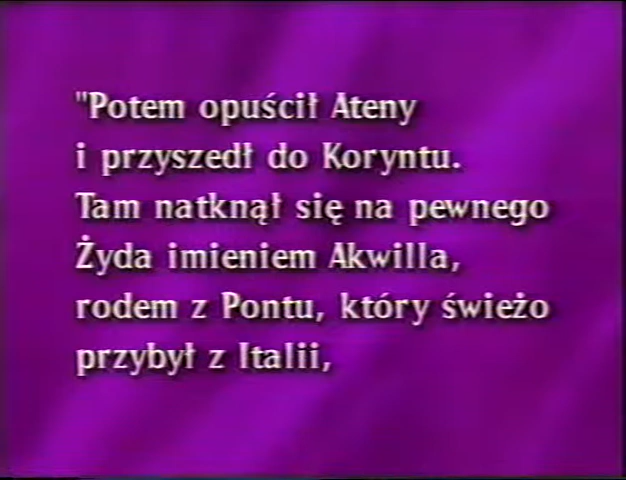 "Potem opuścił Ateny
i przyszedł do Koryntu.
Tam natknął się na pewnego
Żyda imieniem Akwilla,
rodem z Pontu, który świeżo
przybył z Italii,